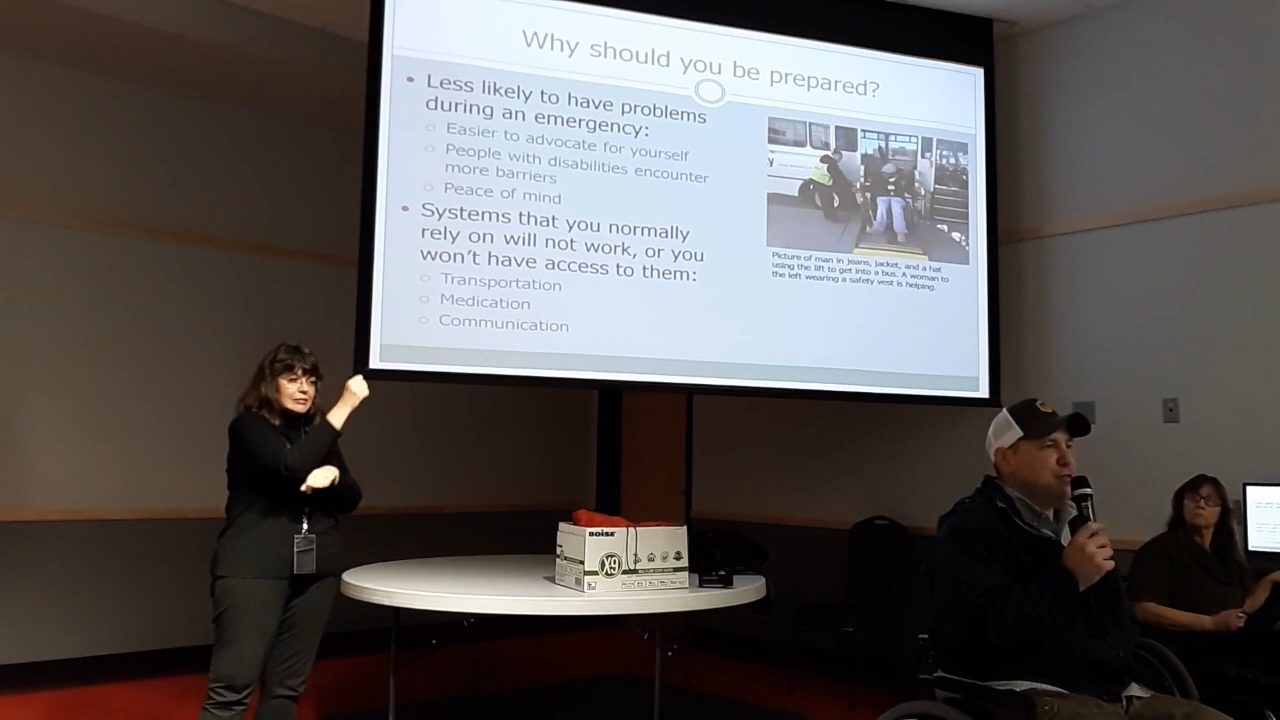 Why should you be prepared?
• Less likely to have problems
during an emergency:
○ Easier to advocate for yourself
○ People with disabilities encounter
more barriers
○ Peace of mind
• Systems that you normally
rely on will not work, or you
won't have access to them:
○ Transportation
○ Medication
○ Communication
Picture of man in jeans, jacket, and a hat
using the lift to get into a bus. A woman to
the left wearing a safety vest is helping.
BOISE
X9